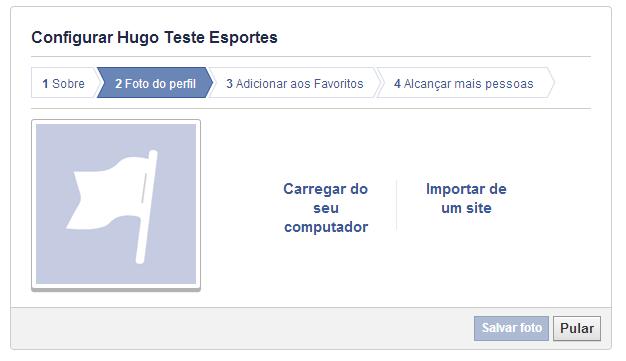 Configurar Hugo Teste Esportes
1 Sobre 2 Foto do perfil 3 Adicionar aos Favoritos 4 Alcançar mais pessoas
Carregar do
seu
computador
Importar de
um site
Salvar foto Pular